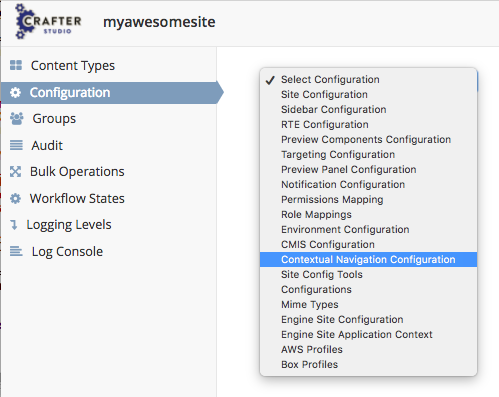 CRAFTER
STUDIO
myawesomesite
Content Types
Configuration
Groups
Audit
Bulk Operations
Workflow States
Logging Levels
Log Console
Select Configuration
Site Configuration
Sidebar Configuration
RTE Configuration
Preview Components Configuration
Targeting Configuration
Preview Panel Configuration
Notification Configuration
Permissions Mapping
Role Mappings
Environment Configuration
CMIS Configuration
Contextual Navigation Configuration
Site Config Tools
Configurations
Mime Types
Engine Site Configuration
Engine Site Application Context
AWS Profiles
Box Profiles